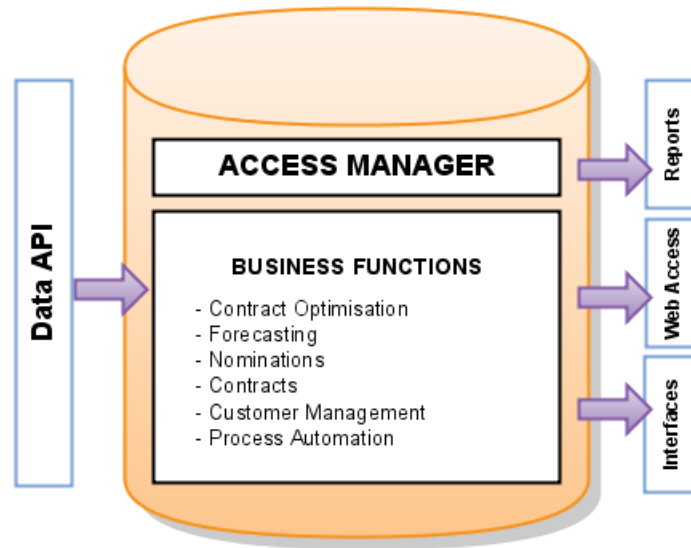 Data API
ACCESS MANAGER
BUSINESS FUNCTIONS
- Contract Optimisation
- Forecasting
- Nominations
- Contracts
- Customer Management
- Process Automation
Reports
Web Access
Interfaces